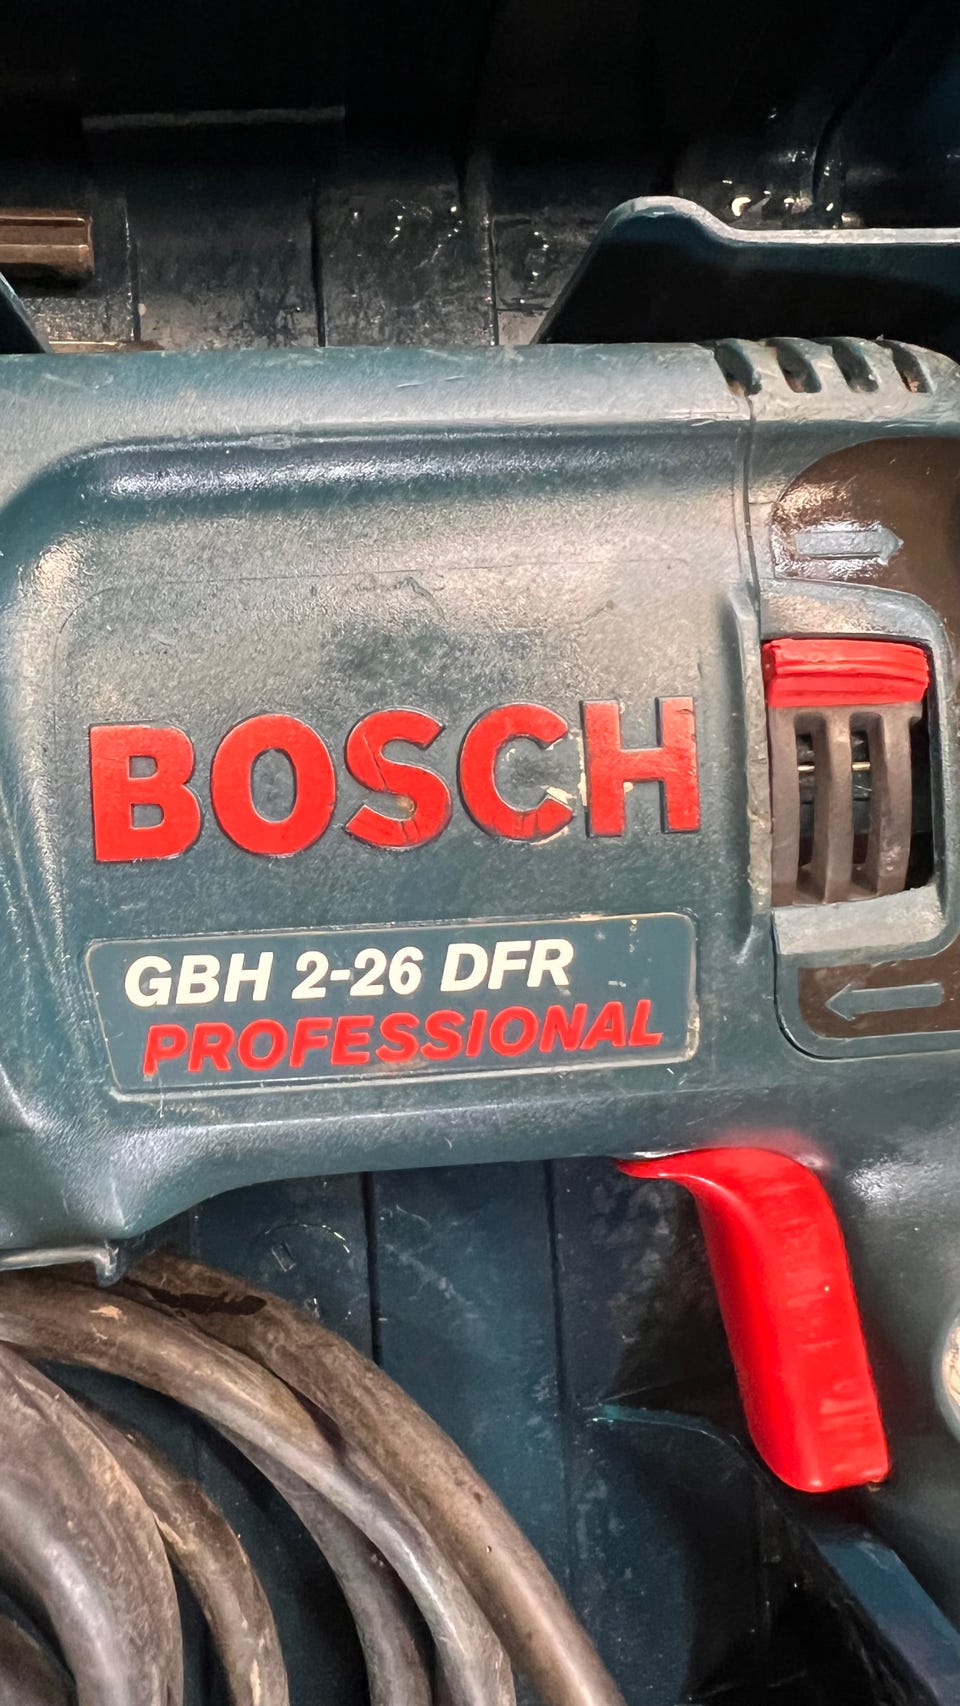 BOSCH
GBH 2-26 DFR
PROFESSIONAL